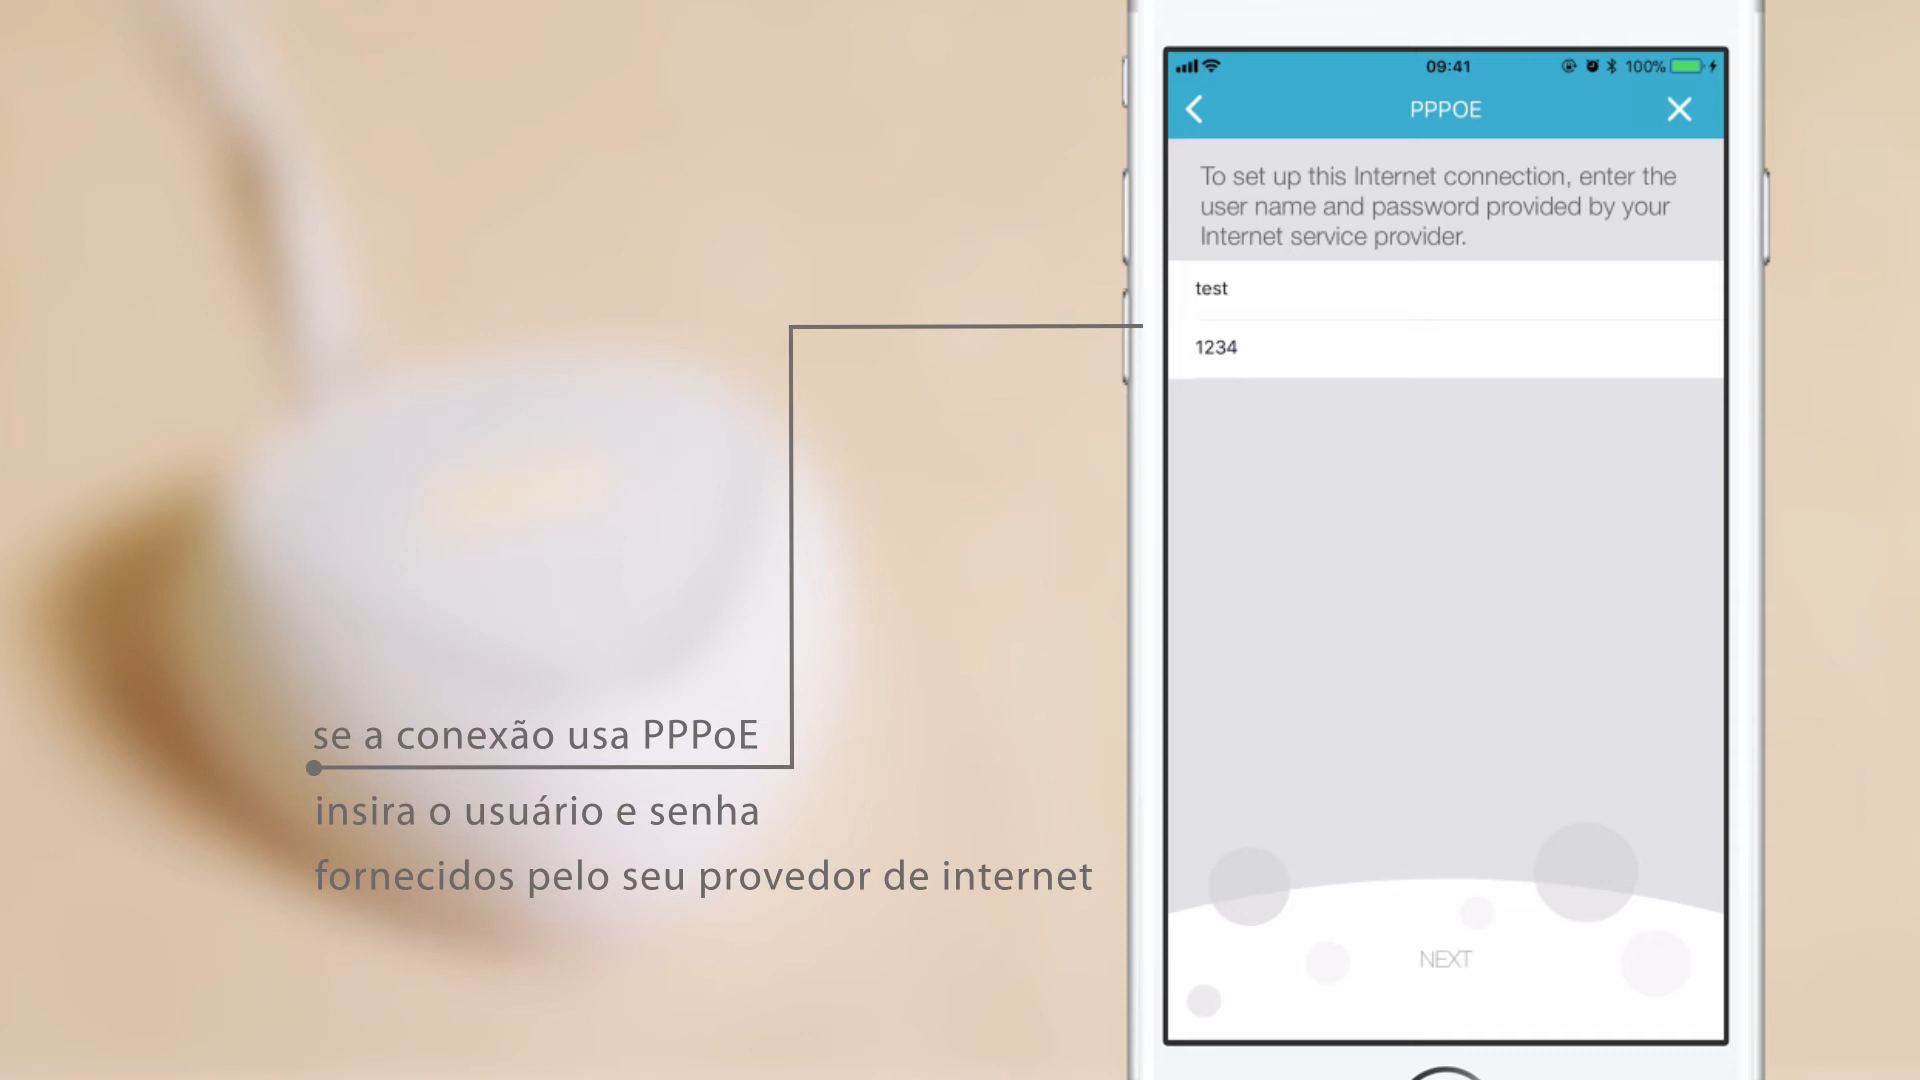 09:41
100%
PPPOE
To set up this Internet connection, enter the
user name and password provided by your
Internet service provider.
test
1234
se a conexão usa PPPoE
insira o usuário e senha
fornecidos pelo seu provedor de internet
NEXT